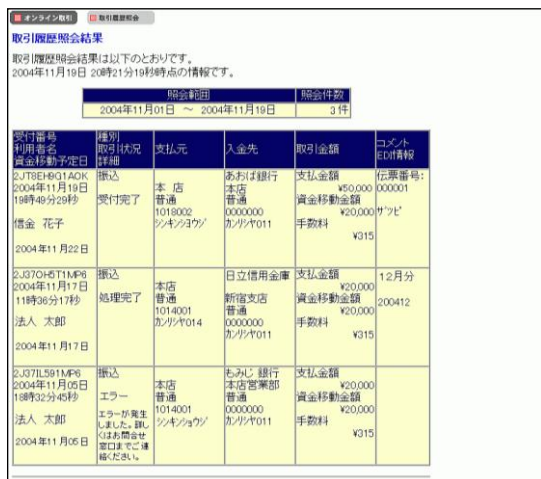 オンライン取引 取引履歴照会
取引履歴照会結果
取引履歴照会結果は以下のとおりです。
2004年11月19日 20時21分19秒時点の情報です。
照会範囲 照会件数
2004年11月01日 ~ 2004年11月19日 3件
受付番号
利用者名
資金移動予定日
種別
取引状況
詳細
支払元
入金先
取引金額
コメント
EDI情報
2JT8EH9G1AOK
2004年11月19日
19時49分29秒
信金 花子
2004年11月22日
振込
受付完了
本 店
普通
1018002
シンキンヨウジ
あおば銀行
本店
普通
0000000
カンリシヤ011
支払金額
¥50,000
資金移動金額
¥20,000
手数料
¥315
伝票番号:
000001
ザツピ
2J37OH5T1MP6
2004年11月17日
11時36分17秒
法人 太郎
2004年11月17日
振込
処理完了
本店
普通
1014001
カンリシヤ014
日立信用金庫
新宿支店
普通
0000000
カンリシヤ011
支払金額
¥20,000
資金移動金額
¥20,000
手数料
¥315
12月分
200412
2J37IL591MP6
2004年11月05日
18時32分45秒
法人 太郎
2004年11月05日
振込
エラー
エラーが発生
しました。詳し
くはお問合せ
窓口までご連
絡ください。
本店
普通
1014001
シンキンショウジ
もみじ 銀行
本店営業部
普通
0000000
カンリシヤ011
支払金額
¥20,000
資金移動金額
¥20,000
手数料
¥315